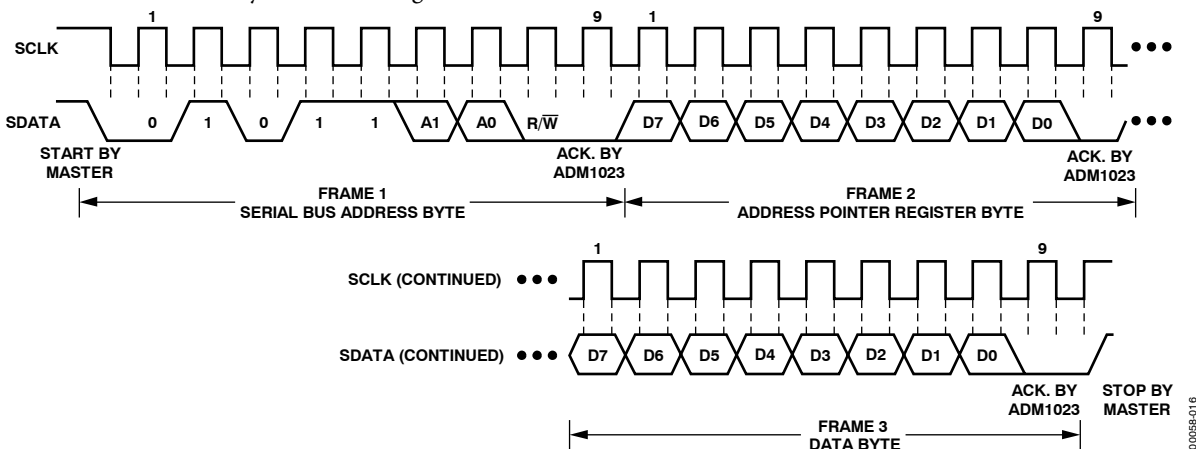 1 9 1 9
SCLK
SDATA 0 1 0 1 1 A1 A0 R/W̅ D7 D6 D5 D4 D3 D2 D1 D0
START BY
MASTER
ACK. BY
ADM1023
ACK. BY
ADM1023
FRAME 1
SERIAL BUS ADDRESS BYTE
FRAME 2
ADDRESS POINTER REGISTER BYTE
1 9
SCLK (CONTINUED)
SDATA (CONTINUED) D7 D6 D5 D4 D3 D2 D1 D0
ACK. BY
ADM1023
STOP BY
MASTER
FRAME 3
DATA BYTE
00058-016